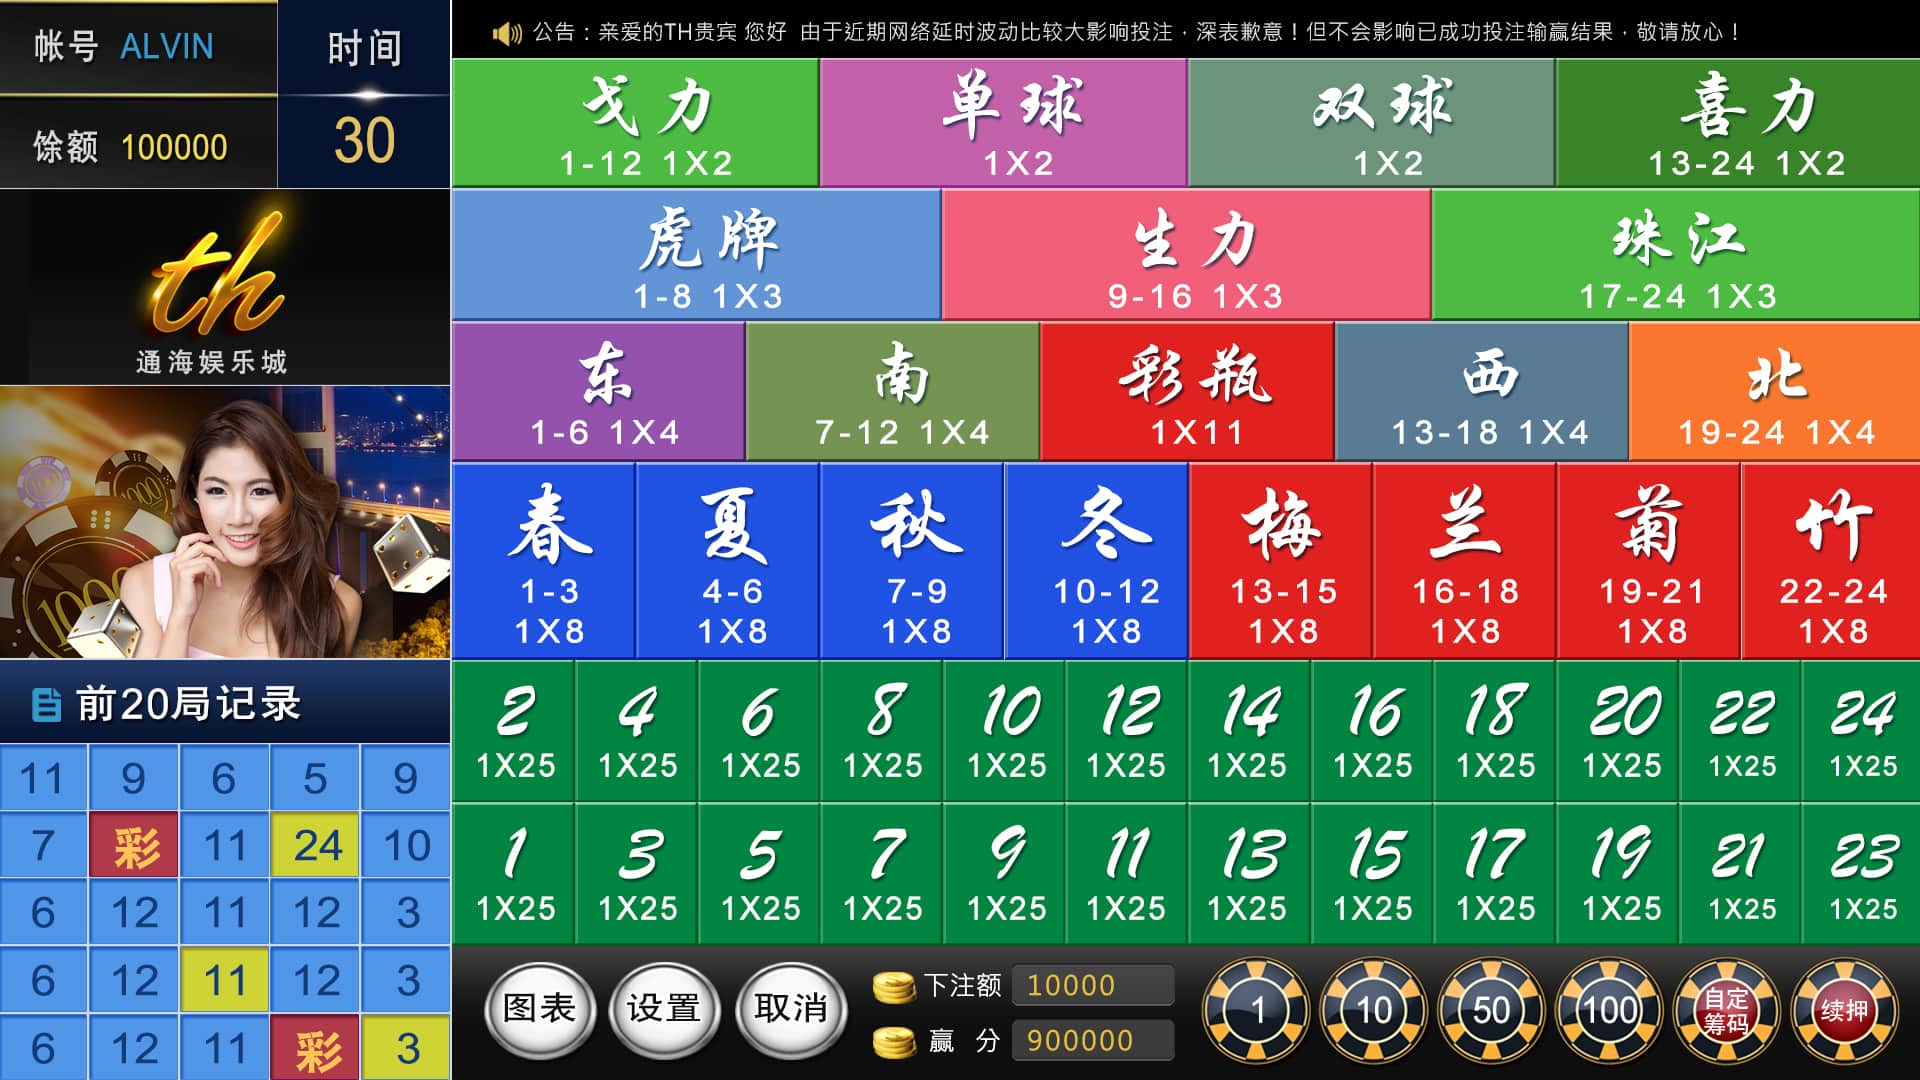 帐号 ALVIN
时间
馀额 100000
30
公告：亲爱的TH贵宾 您好 由于近期网络延时波动比较大影响投注，深表歉意！但不会影响已成功投注输赢结果，敬请放心！
th
通海娱乐城
前20局记录
11 9 6 5 9
7 彩 11 24 10
6 12 11 12 3
6 12 11 12 3
6 12 11 彩 3
戈力 单球 双球 喜力
1-12 1X2 1X2 1X2 13-24 1X2
虎牌 生力 珠江
1-8 1X3 9-16 1X3 17-24 1X3
东 南 彩瓶 西 北
1-6 1X4 7-12 1X4 1X11 13-18 1X4 19-24 1X4
春 夏 秋 冬 梅 兰 菊 竹
1-3 4-6 7-9 10-12 13-15 16-18 19-21 22-24
1X8 1X8 1X8 1X8 1X8 1X8 1X8 1X8
2 4 6 8 10 12 14 16 18 20 22 24
1X25 1X25 1X25 1X25 1X25 1X25 1X25 1X25 1X25 1X25 1X25 1X25
1 3 5 7 9 11 13 15 17 19 21 23
1X25 1X25 1X25 1X25 1X25 1X25 1X25 1X25 1X25 1X25 1X25 1X25
图表 设置 取消
下注额 10000
赢 分 900000
1 10 50 100
自定
筹码
续押